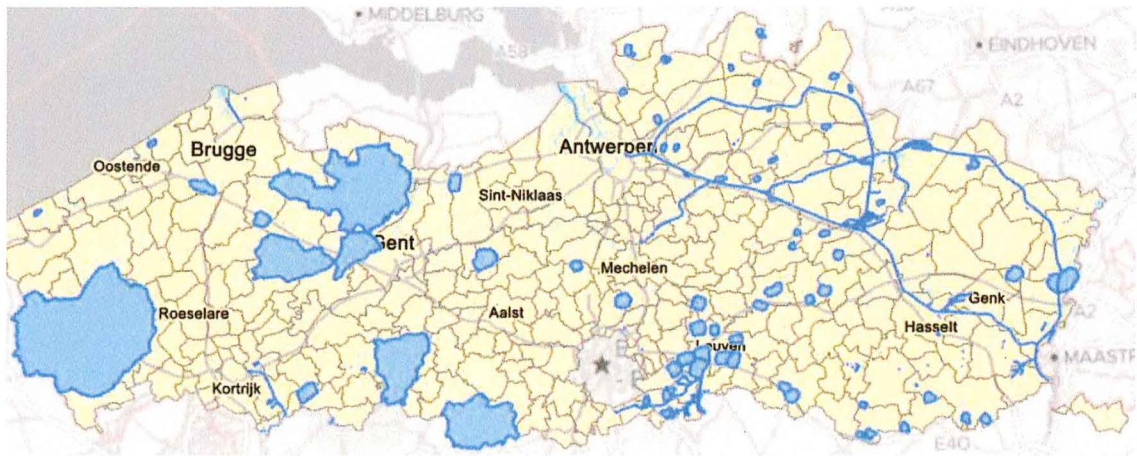 MIDDELBURG
A58
EINDHOVEN
A67
A2
Brugge
Oostende
Antwerpen
Sint-Niklaas
Gent
Mechelen
Genk
Roeselare
Aalst
Hasselt
A2
Leuven
MAASTR
Kortrijk
E40